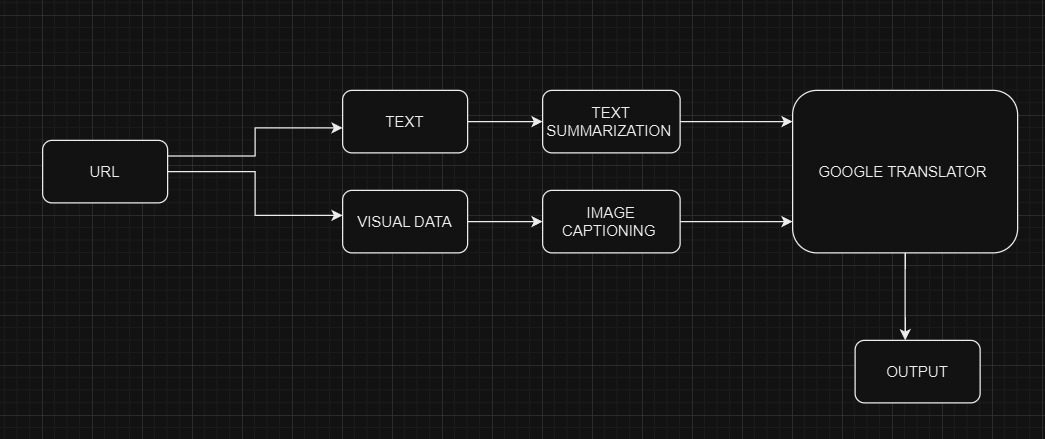 URL
TEXT
TEXT
SUMMARIZATION
VISUAL DATA
IMAGE
CAPTIONING
GOOGLE TRANSLATOR
OUTPUT